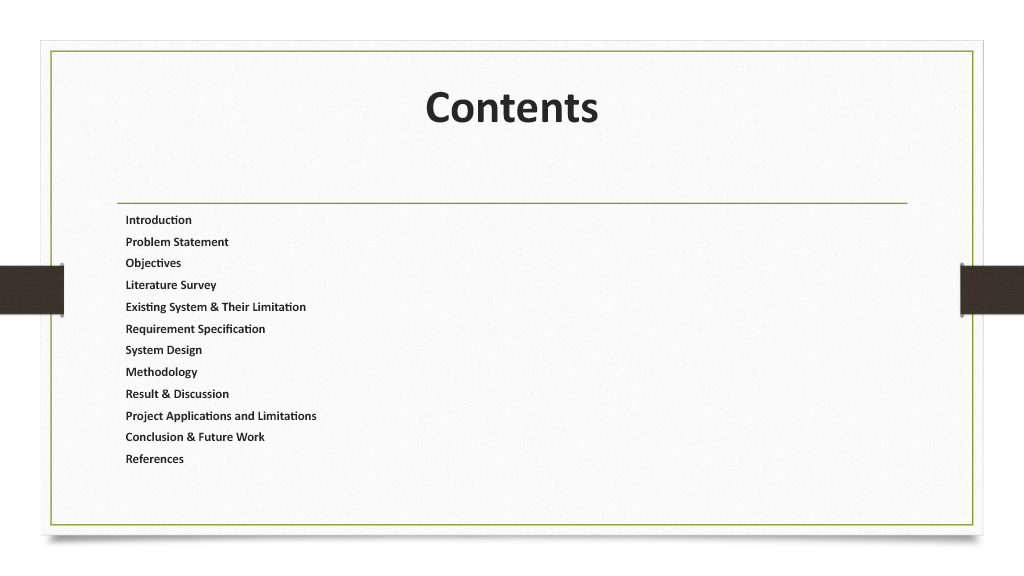 Contents
Introduction
Problem Statement
Objectives
Literature Survey
Existing System & Their Limitation
Requirement Specification
System Design
Methodology
Result & Discussion
Project Applications and Limitations
Conclusion & Future Work
References